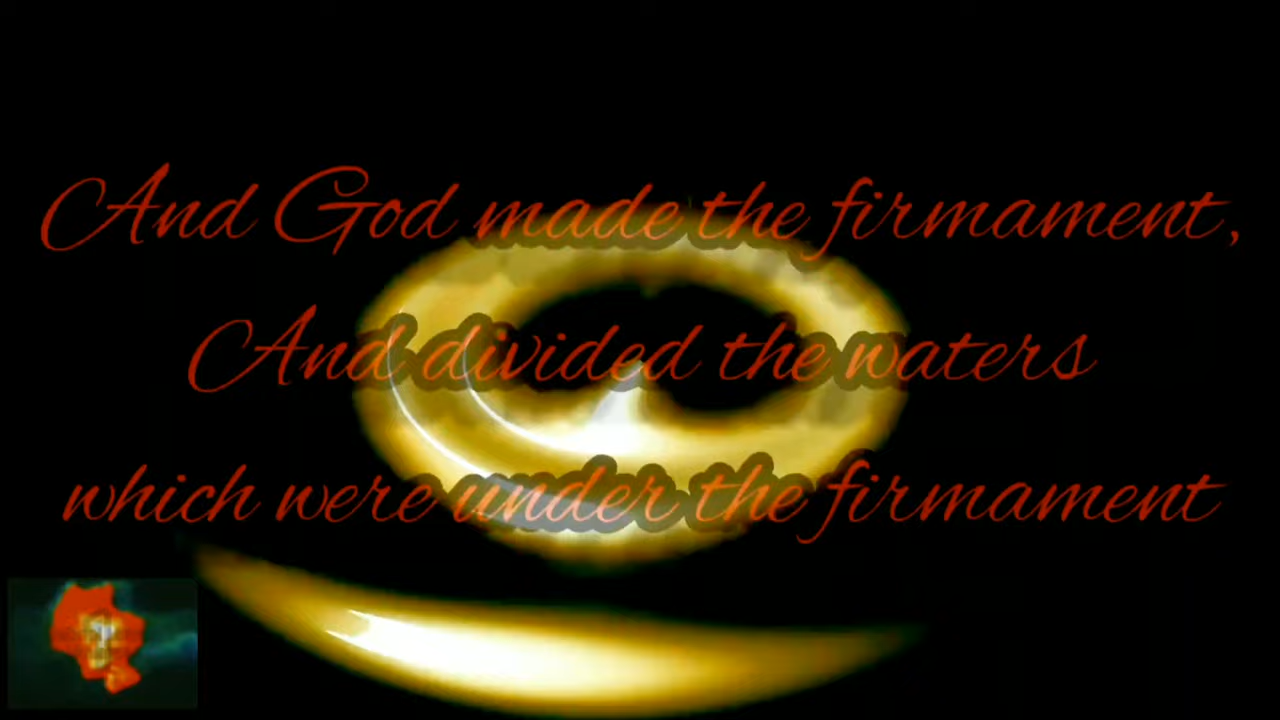 And God made the firmament,
And divided the waters
which were under the firmament